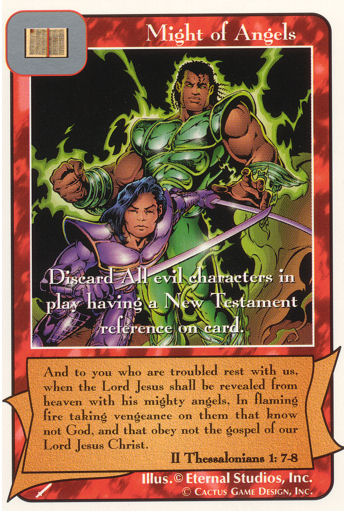 Might of Angels
Discard All evil characters in
play having a New Testament
reference on card.
And to you who are troubled rest with us,
when the Lord Jesus shall be revealed from
heaven with his mighty angels, In flaming
fire taking vengeance on them that know
not God, and that obey not the gospel of our
Lord Jesus Christ.
II Thessalonians 1: 7-8
Illus.© Eternal Studios, Inc.
© Cactus Game Design, Inc.